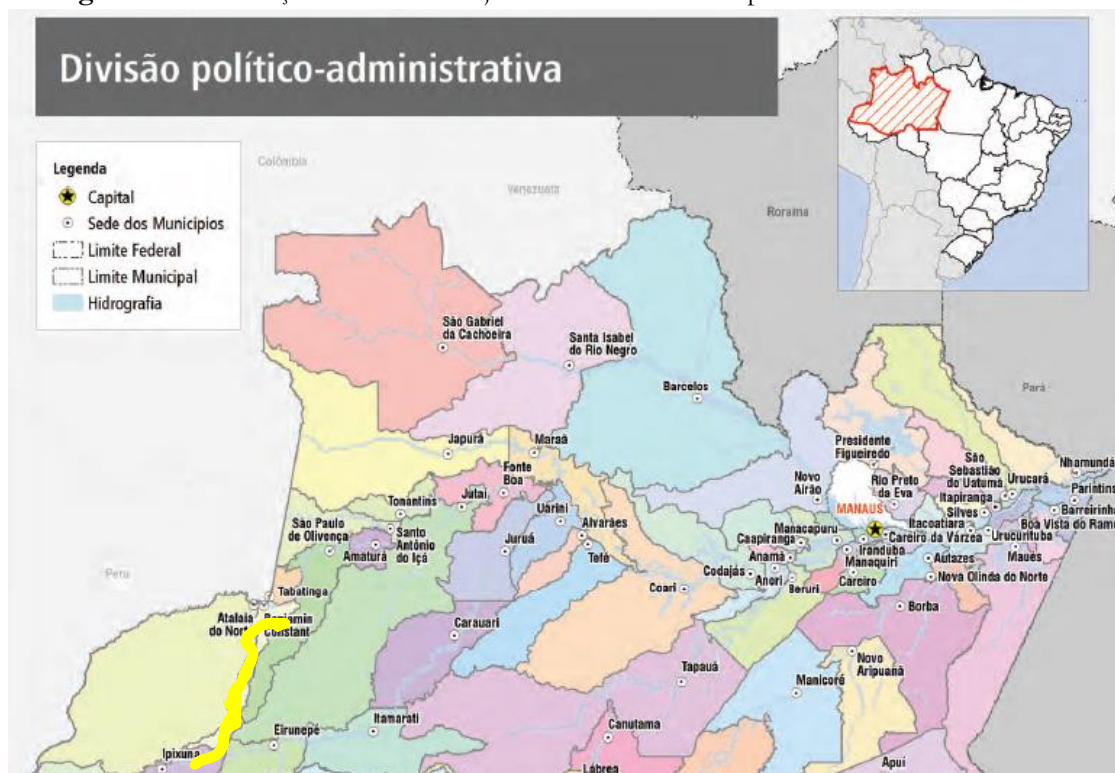 Divisão político-administrativa
Legenda
Capital
Sede dos Municípios
Limite Federal
Limite Municipal
Hidrografia
Colômbia
Venezuela
Roraima
Pará
Peru
São Gabriel
da Cachoeira
Santa Isabel
do Rio Negro
Barcelos
Japurá
Maraã
Fonte
Boa
Jutaí
Tonantins
São Paulo
de Olivença
Santo
Antônio
do Içá
Amaturá
Tabatinga
Atalaia
do Norte
Benjamin
Constant
Uarini
Alvarães
Tefé
Juruá
Carauari
Coari
Codajás
Caapiranga
Manacapuru
Anamã
Anori
Beruri
Novo
Airão
Presidente
Figueiredo
Rio Preto
da Eva
MANAUS
Iranduba
Manaquiri
Careiro
Careiro da Várzea
Itacoatiara
Autazes
Nova Olinda do Norte
São
Sebastião
do Uatumã
Itapiranga
Silves
Urucará
Urucurituba
Nhamundá
Parintins
Barreirinha
Boa Vista do Ramo
Maués
Borba
Novo
Aripuanã
Manicoré
Tapauá
Canutama
Lábrea
Apuí
Itamarati
Eirunepé
Ipixuna